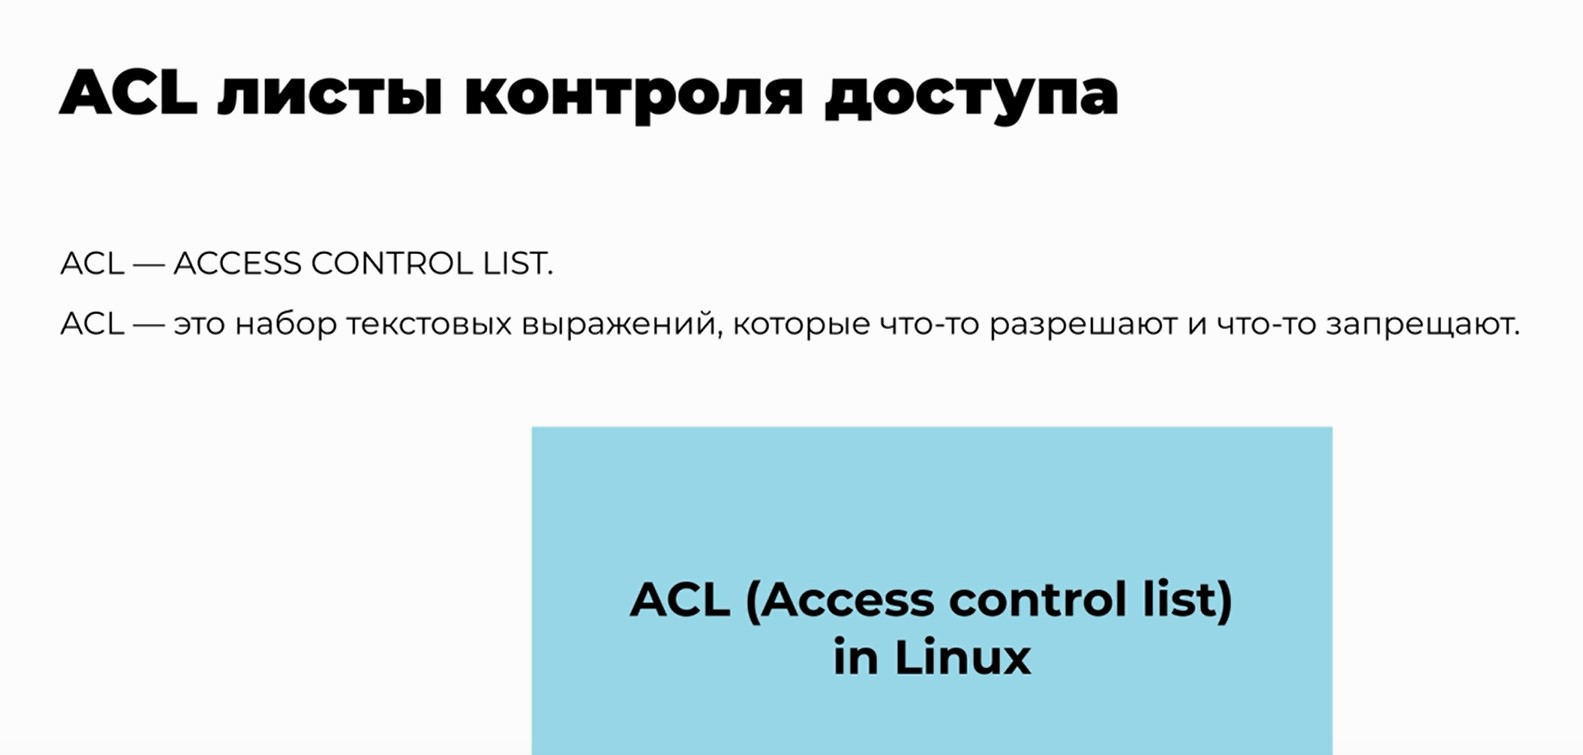 ACL листы контроля доступа
ACL — ACCESS CONTROL LIST.
ACL — это набор текстовых выражений, которые что-то разрешают и что-то запрещают.
ACL (Access control list)
in Linux